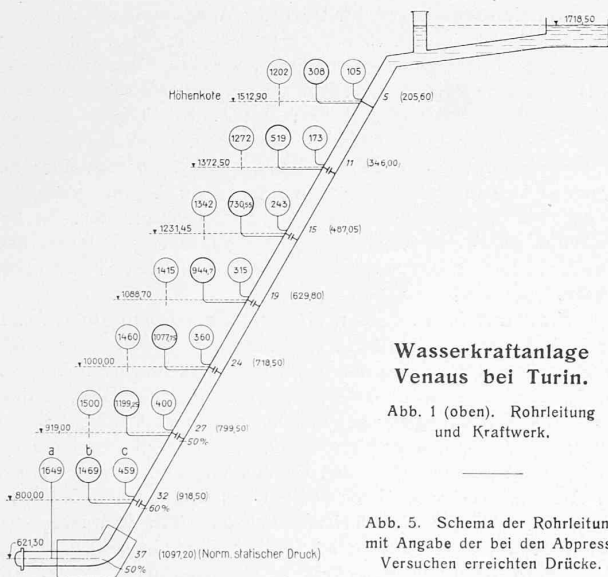 1718,50
1202 308 105
Höhenkote 1512,90 5 (205,60)
1272 519 173
1372,50 11 (346,00)
1342 730,55 243
1231,45 15 (487,05)
1415 944,7 315
1088,70 19 (629,80)
1460 1077,75 360
1000,00 24 (718,50)
1500 1199,25 400
919,00 27 (799,50)
50%
a b c
1649 1469 459
800,00 32 (918,50)
60%
621,30 37 (1097,20) (Norm. statischer Druck)
50%
Wasserkraftanlage
Venaus bei Turin.
Abb. 1 (oben). Rohrleitung
und Kraftwerk.
Abb. 5. Schema der Rohrleitun
mit Angabe der bei den Abpress
Versuchen erreichten Drücke.